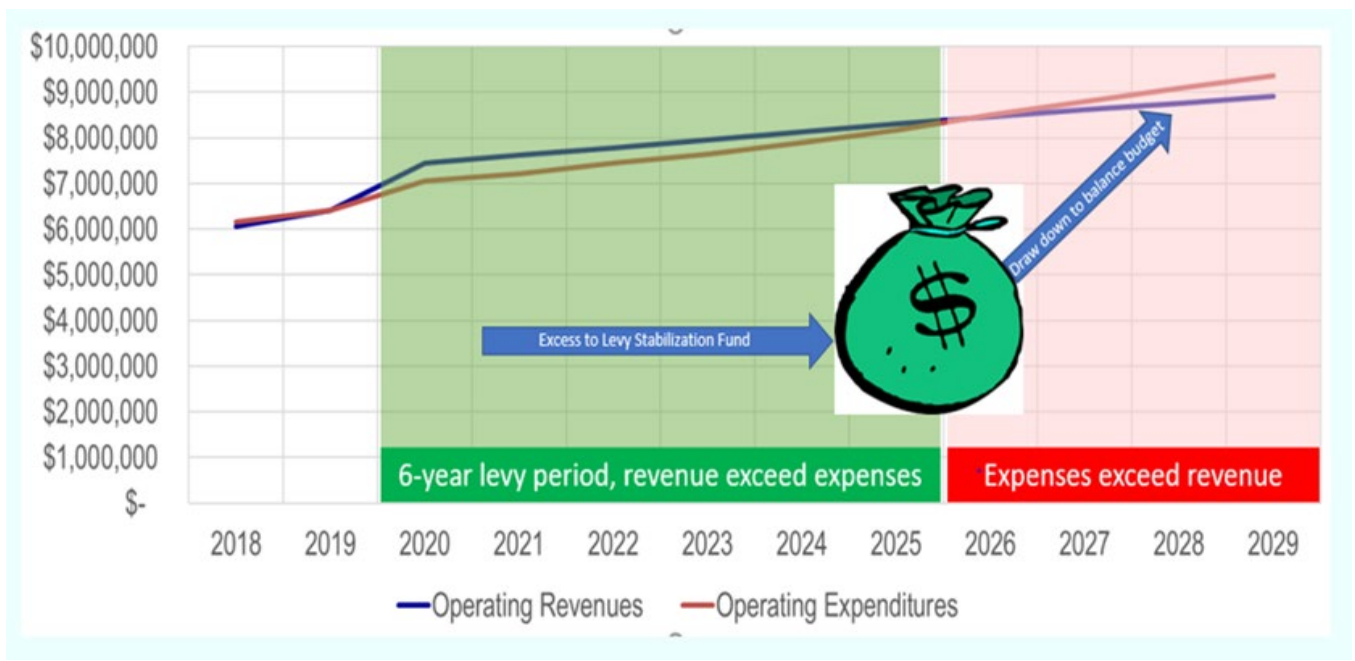 $10,000,000
$9,000,000
$8,000,000
$7,000,000
$6,000,000
$5,000,000
$4,000,000
$3,000,000
$2,000,000
$1,000,000
$-
Draw down to balance budget
$
Excess to Levy Stabilization Fund
6-year levy period, revenue exceed expenses
Expenses exceed revenue
2018 2019 2020 2021 2022 2023 2024 2025 2026 2027 2028 2029
Operating Revenues Operating Expenditures